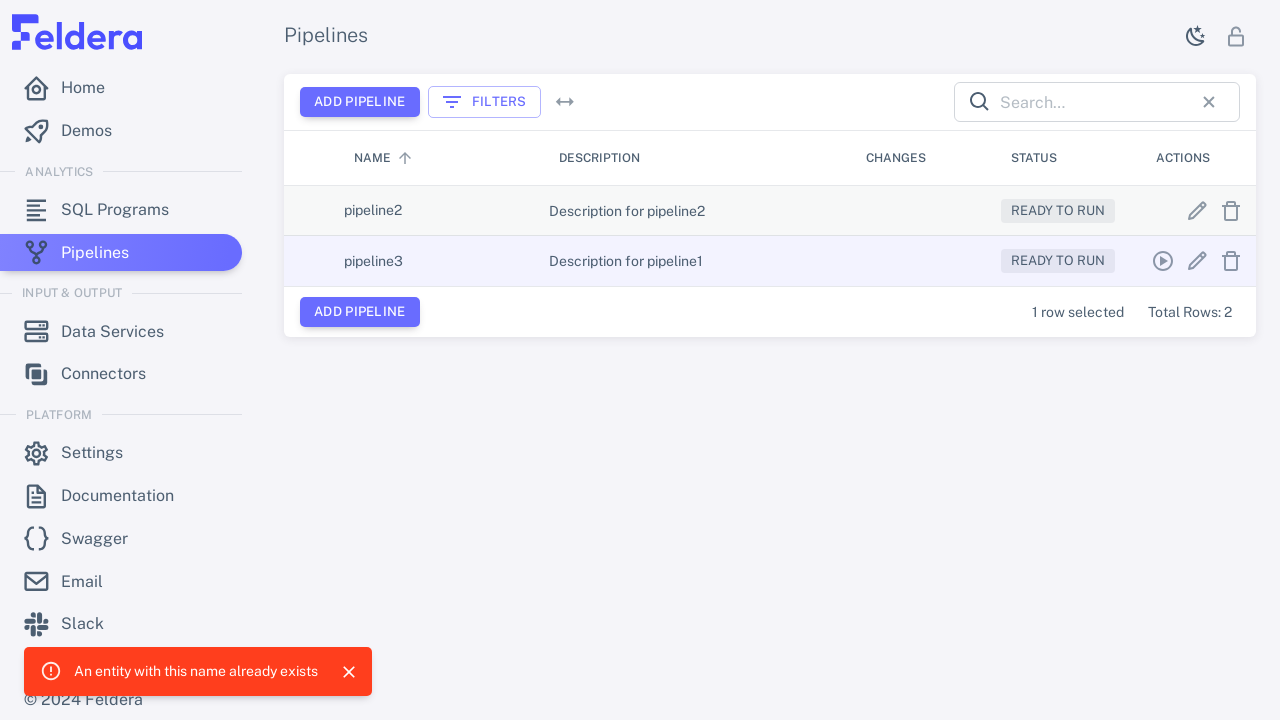 Feldera
Home
Demos
ANALYTICS
SQL Programs
Pipelines
INPUT & OUTPUT
Data Services
Connectors
PLATFORM
Settings
Documentation
Swagger
Email
Slack
An entity with this name already exists
© 2024 Feldera
Pipelines
ADD PIPELINE FILTERS Search...
NAME DESCRIPTION CHANGES STATUS ACTIONS
pipeline2 Description for pipeline2 READY TO RUN
pipeline3 Description for pipeline1 READY TO RUN
ADD PIPELINE 1 row selected Total Rows: 2